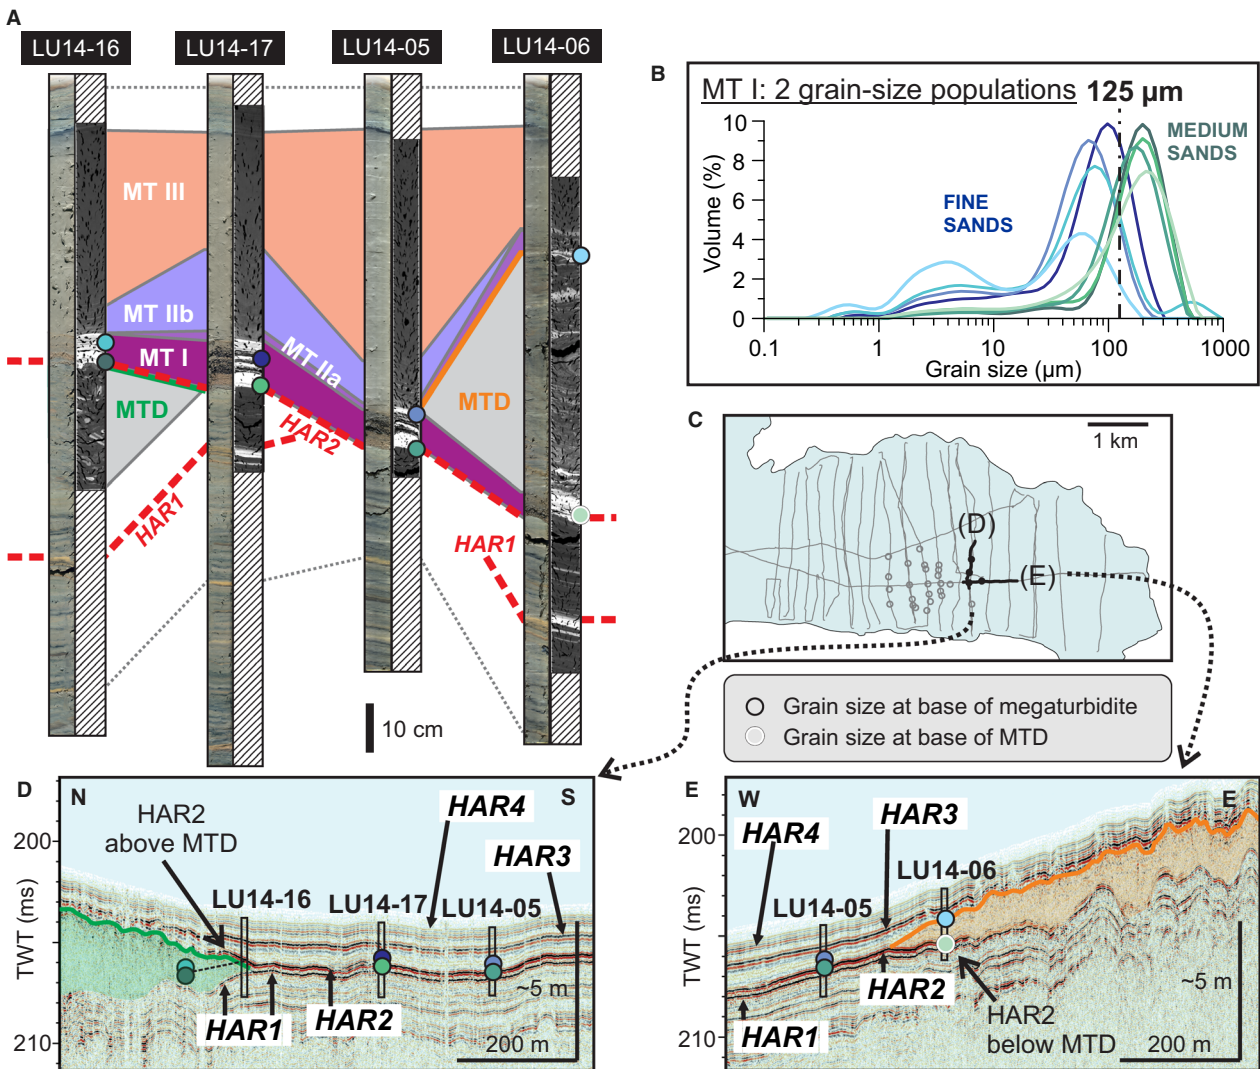 A
LU14-16 LU14-17 LU14-05 LU14-06
MT III
MT IIb
MT I
MT IIa
MTD
MTD
HAR2
HAR1
HAR1
10 cm
B
MT I: 2 grain-size populations 125 µm
MEDIUM
SANDS
FINE
SANDS
Volume (%)
10
8
6
4
2
0
0.1 1 10 100 1000
Grain size (µm)
C
1 km
(D)
(E)
Grain size at base of megaturbidite
Grain size at base of MTD
D
N S
HAR2
above MTD
HAR4
HAR3
LU14-16 LU14-17 LU14-05
200
TWT (ms)
210
HAR1 HAR2
~5 m
200 m
E
W E
HAR4
HAR3
LU14-06
LU14-05
200
TWT (ms)
210
HAR2
HAR1
HAR2
below MTD
~5 m
200 m